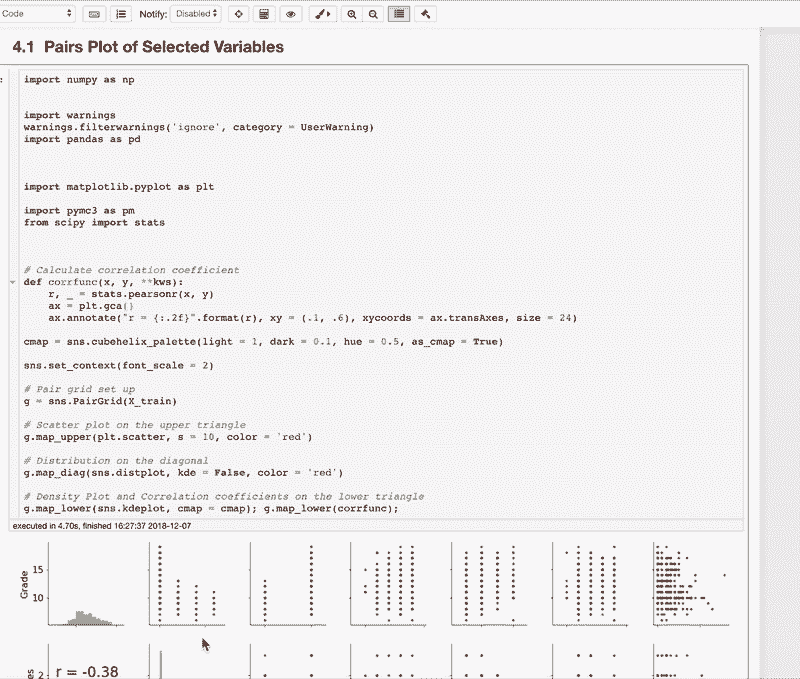 Code
Notify: Disabled
4.1 Pairs Plot of Selected Variables
import numpy as np
import warnings
warnings.filterwarnings('ignore', category = UserWarning)
import pandas as pd
import matplotlib.pyplot as plt
import pymc3 as pm
from scipy import stats
# Calculate correlation coefficient
def corrfunc(x, y, **kws):
r, _ = stats.pearsonr(x, y)
ax = plt.gca()
ax.annotate("r = {:.2f}".format(r), xy = (.1, .6), xycoords = ax.transAxes, size = 24)
cmap = sns.cubehelix_palette(light = 1, dark = 0.1, hue = 0.5, as_cmap = True)
sns.set_context(font_scale = 2)
# Pair grid set up
g = sns.PairGrid(X_train)
# Scatter plot on the upper triangle
g.map_upper(plt.scatter, s = 10, color = 'red')
# Distribution on the diagonal
g.map_diag(sns.distplot, kde = False, color = 'red')
# Density Plot and Correlation coefficients on the lower triangle
g.map_lower(sns.kdeplot, cmap = cmap); g.map_lower(corrfunc);
executed in 4.70s, finished 16:27:37 2018-12-07
Grade
15
10
2
r = -0.38